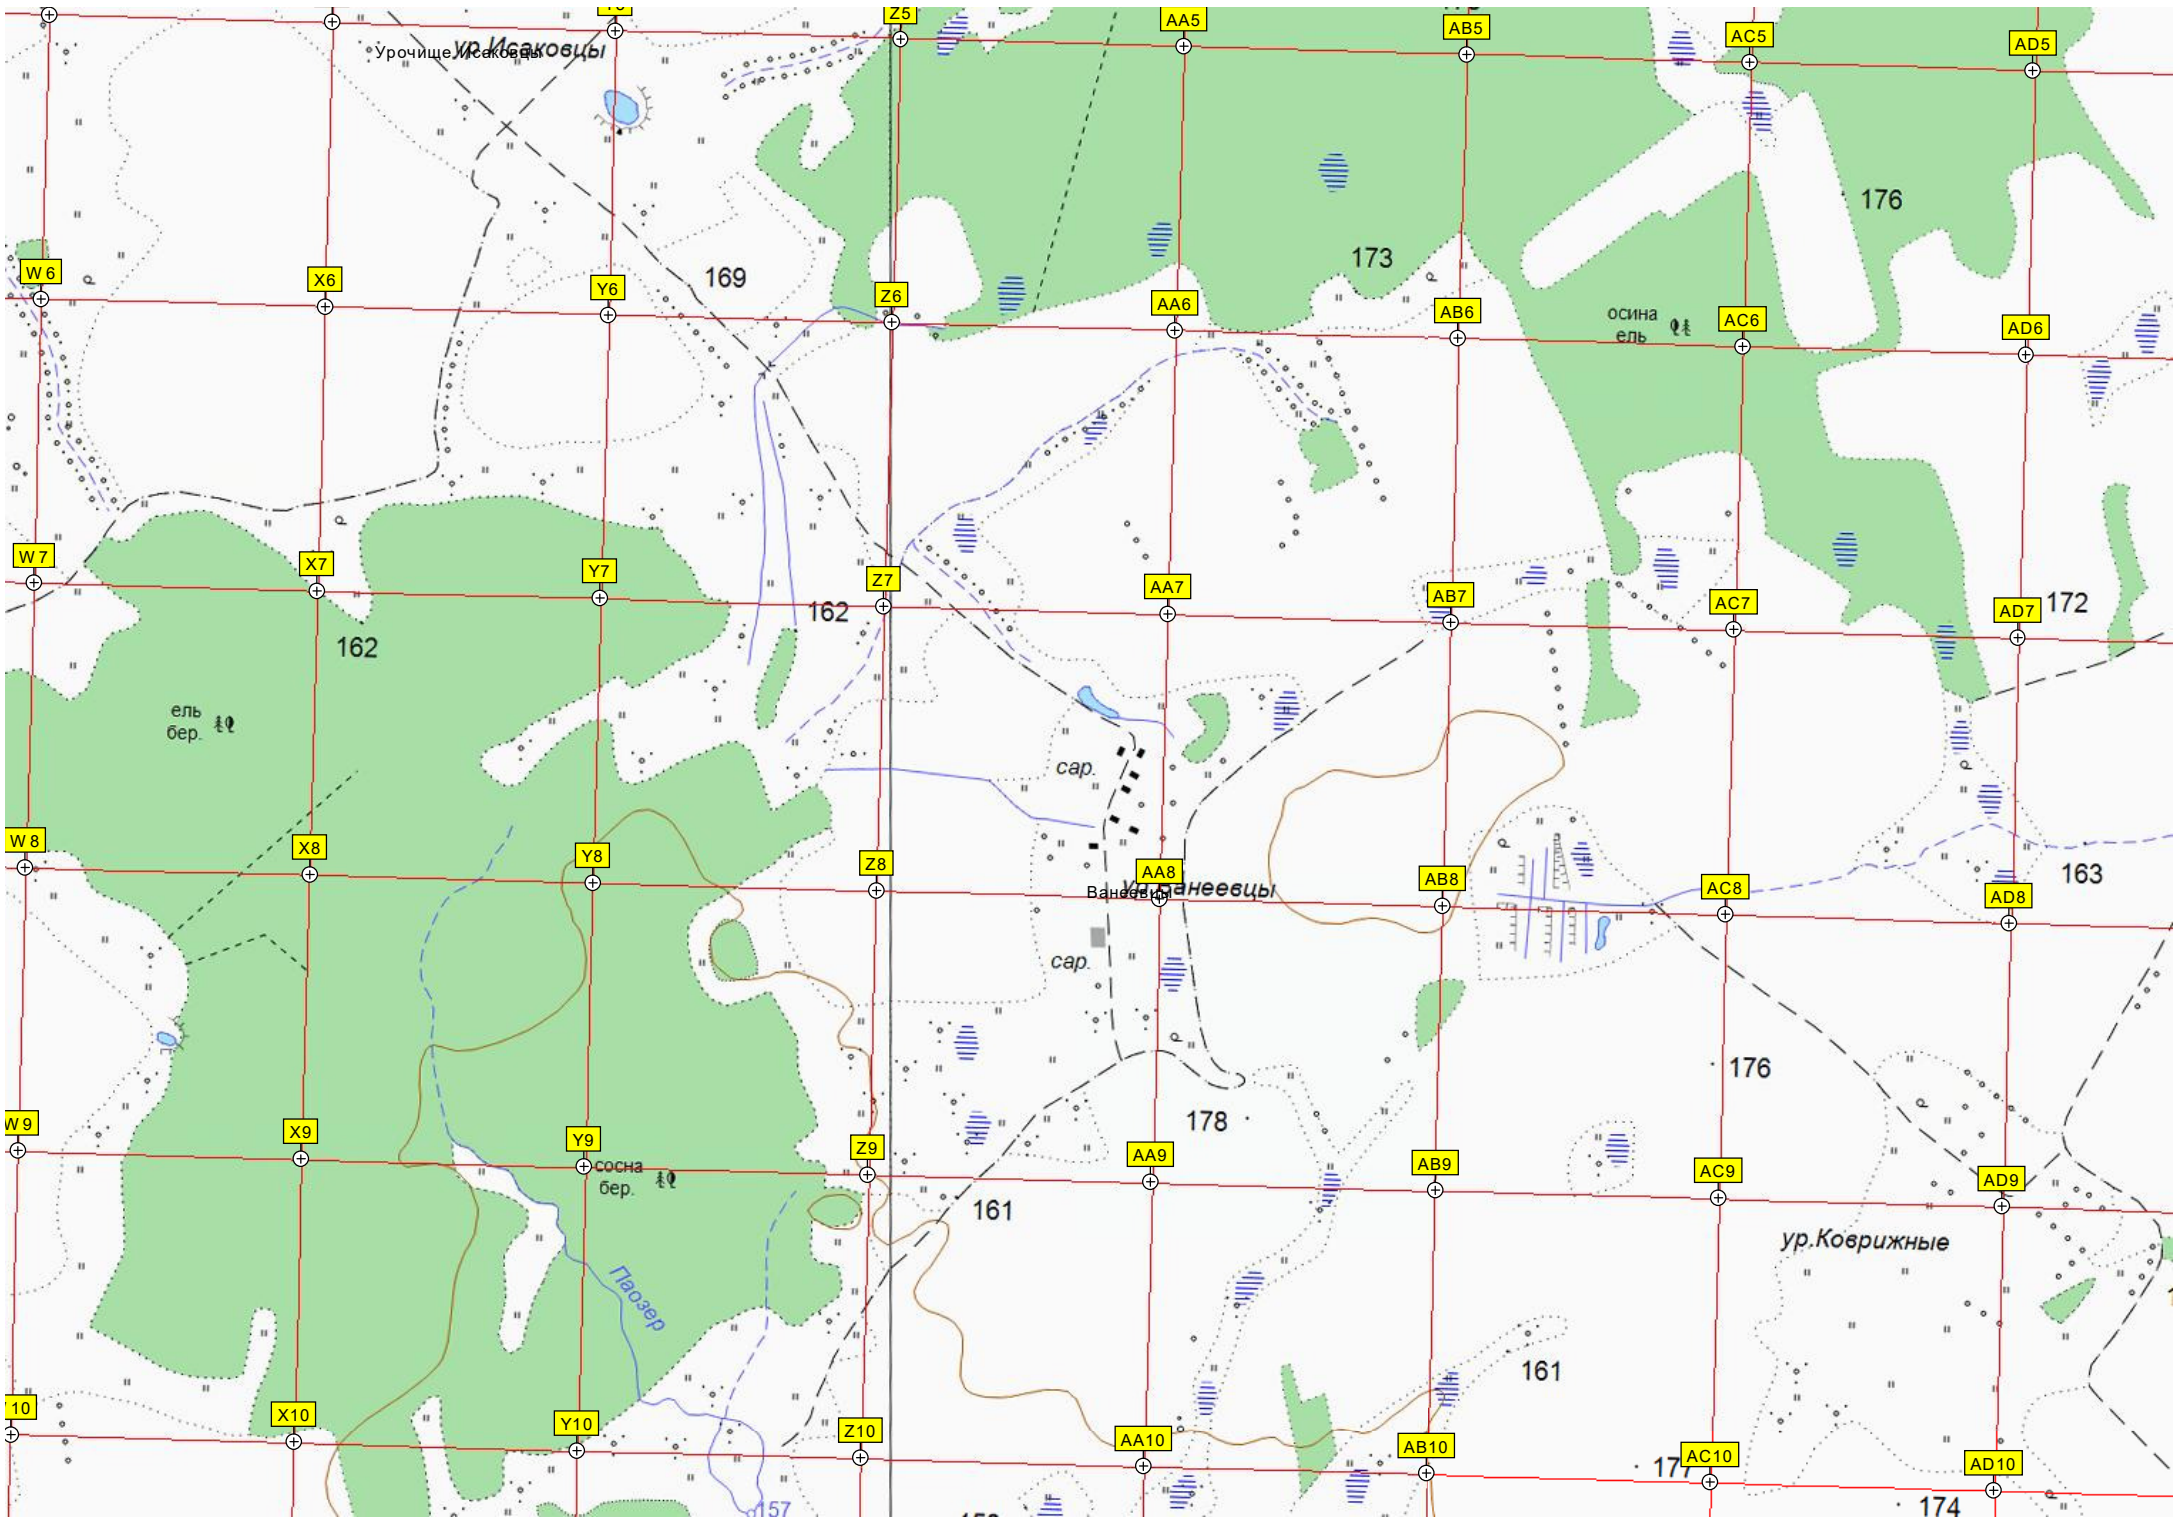 Z5
AA5
AB5
AC5
AD5
ур.Исаковцы
Урочище Исаковцы
176
173
169
W6
X6
Y6
Z6
AA6
AB6
осина
ель
AC6
AD6
W7
X7
Y7
Z7
AA7
AB7
AC7
AD7
172
162
162
ель
бер.
сар.
W8
X8
Y8
Z8
AA8
AB8
AC8
AD8
163
ур.Ванеевцы
Ванеевцы
сар.
176
178
W9
X9
Y9
Z9
AA9
AB9
AC9
AD9
сосна
бер.
161
ур.Коврижные
Паозер
161
10
X10
Y10
Z10
AA10
AB10
AC10
AD10
177
174
157